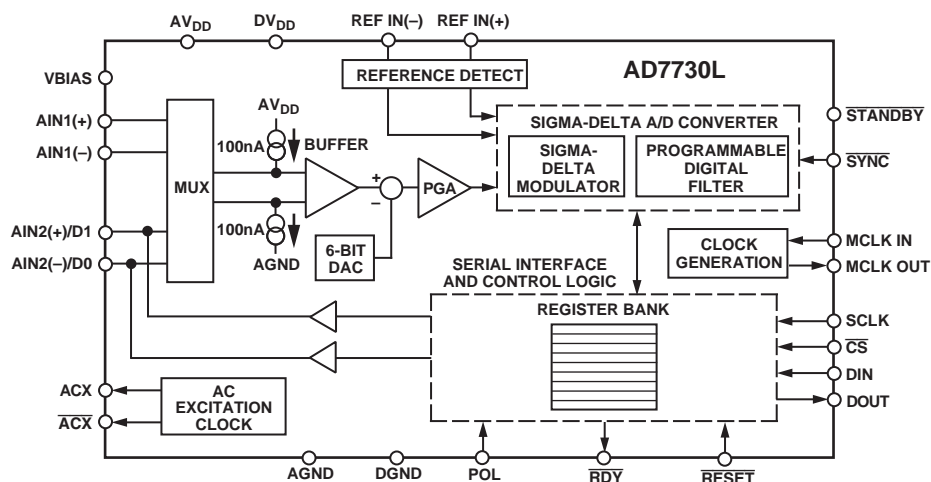 AVDD
DVDD
REF IN(–)
REF IN(+)
REFERENCE DETECT
AD7730L
VBIAS
AIN1(+)
AIN1(–)
AIN2(+)/D1
AIN2(–)/D0
MUX
AVDD
100nA
BUFFER
100nA
AGND
+
–
6-BIT
DAC
PGA
SIGMA-DELTA A/D CONVERTER
SIGMA-
DELTA
MODULATOR
PROGRAMMABLE
DIGITAL
FILTER
STANDBY
SYNC
CLOCK
GENERATION
MCLK IN
MCLK OUT
SERIAL INTERFACE
AND CONTROL LOGIC
REGISTER BANK
SCLK
CS
DIN
DOUT
ACX
ACX
AC
EXCITATION
CLOCK
AGND
DGND
POL
RDY
RESET